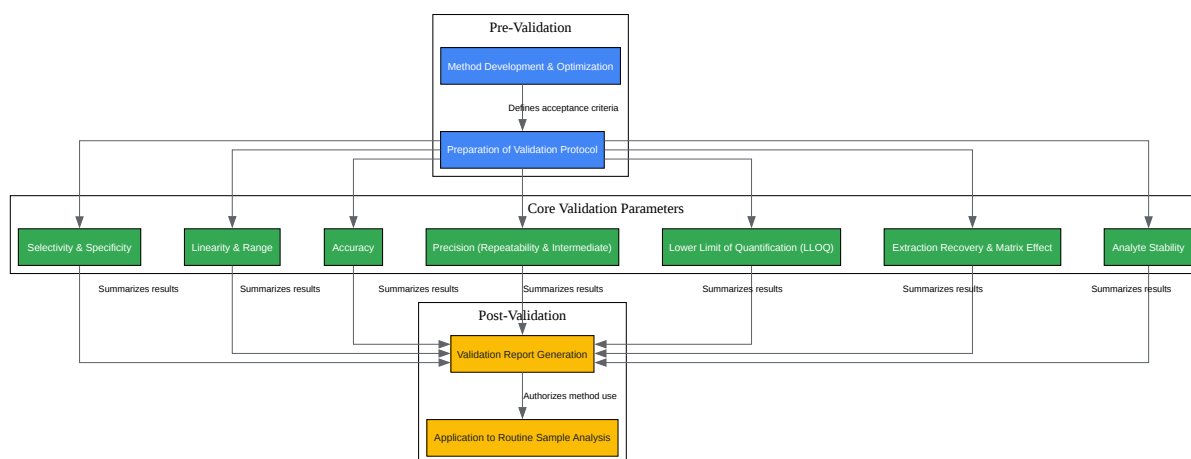 Pre-Validation
Method Development & Optimization
Defines acceptance criteria
Preparation of Validation Protocol
Core Validation Parameters
Selectivity & Specificity
Linearity & Range
Accuracy
Precision (Repeatability & Intermediate)
Lower Limit of Quantification (LLOQ)
Extraction Recovery & Matrix Effect
Analyte Stability
Summarizes results
Summarizes results
Summarizes results
Summarizes results
Summarizes results
Summarizes results
Summarizes results
Post-Validation
Validation Report Generation
Authorizes method use
Application to Routine Sample Analysis